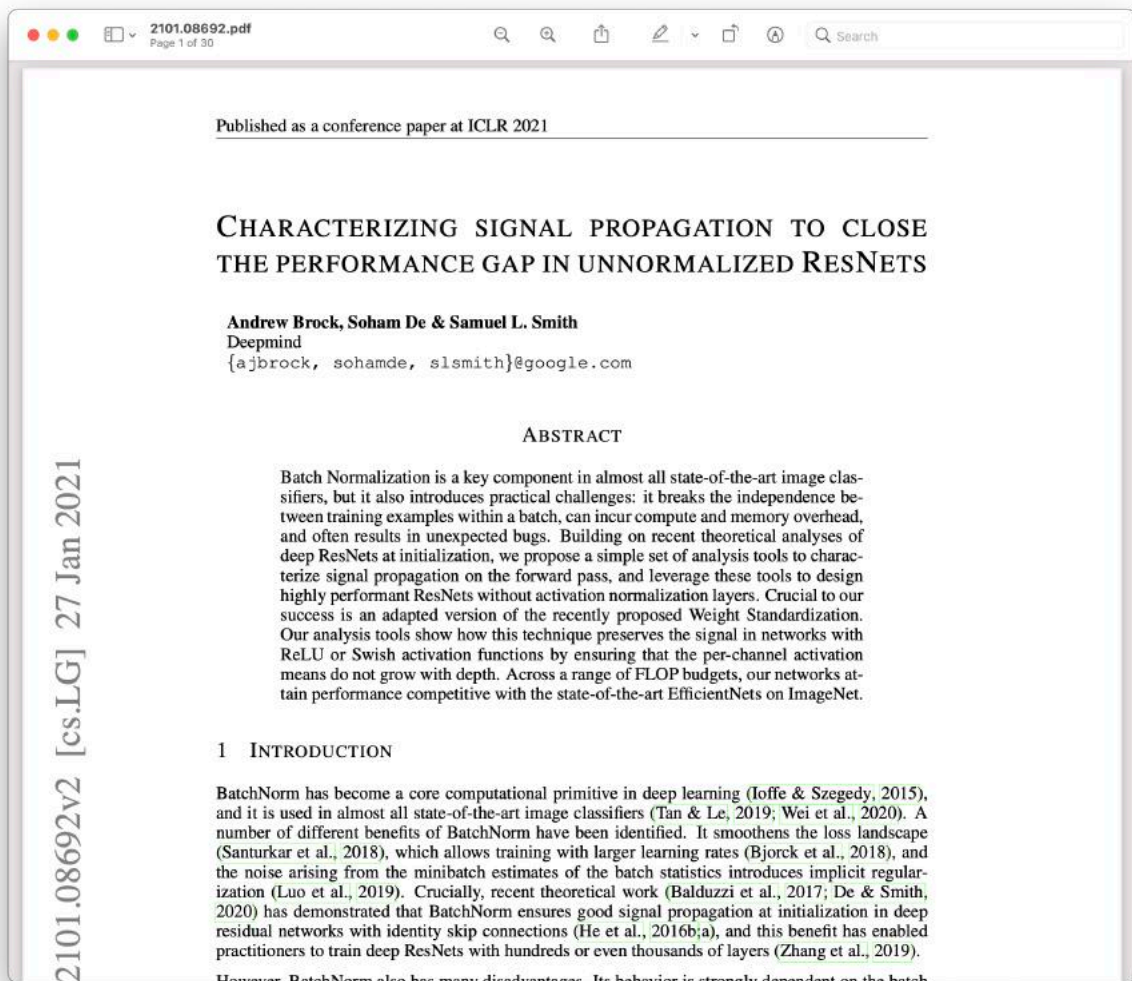 2101.08692.pdf
Page 1 of 30
Search
Published as a conference paper at ICLR 2021
CHARACTERIZING SIGNAL PROPAGATION TO CLOSE
THE PERFORMANCE GAP IN UNNORMALIZED RESNETS
Andrew Brock, Soham De & Samuel L. Smith
Deepmind
{ajbrock, sohamde, slsmith}@google.com
ABSTRACT
Batch Normalization is a key component in almost all state-of-the-art image clas-
sifiers, but it also introduces practical challenges: it breaks the independence be-
tween training examples within a batch, can incur compute and memory overhead,
and often results in unexpected bugs. Building on recent theoretical analyses of
deep ResNets at initialization, we propose a simple set of analysis tools to charac-
terize signal propagation on the forward pass, and leverage these tools to design
highly performant ResNets without activation normalization layers. Crucial to our
success is an adapted version of the recently proposed Weight Standardization.
Our analysis tools show how this technique preserves the signal in networks with
ReLU or Swish activation functions by ensuring that the per-channel activation
means do not grow with depth. Across a range of FLOP budgets, our networks at-
tain performance competitive with the state-of-the-art EfficientNets on ImageNet.
1 INTRODUCTION
BatchNorm has become a core computational primitive in deep learning (Ioffe & Szegedy, 2015),
and it is used in almost all state-of-the-art image classifiers (Tan & Le, 2019; Wei et al., 2020). A
number of different benefits of BatchNorm have been identified. It smoothens the loss landscape
(Santurkar et al., 2018), which allows training with larger learning rates (Bjorck et al., 2018), and
the noise arising from the minibatch estimates of the batch statistics introduces implicit regular-
ization (Luo et al., 2019). Crucially, recent theoretical work (Balduzzi et al., 2017; De & Smith,
2020) has demonstrated that BatchNorm ensures good signal propagation at initialization in deep
residual networks with identity skip connections (He et al., 2016b;a), and this benefit has enabled
practitioners to train deep ResNets with hundreds or even thousands of layers (Zhang et al., 2019).
However, BatchNorm also has many disadvantages. Its behavior is strongly dependent on the batch
2101.08692v2 [cs.LG] 27 Jan 2021